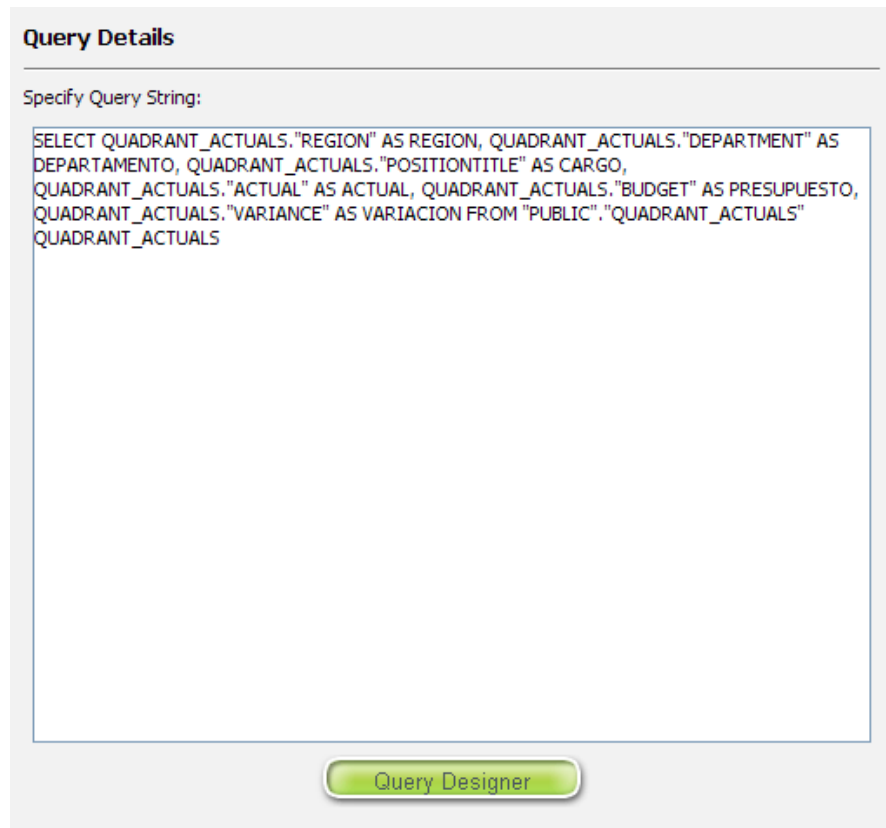 Query Details
Specify Query String:
SELECT QUADRANT_ACTUALS."REGION" AS REGION, QUADRANT_ACTUALS."DEPARTMENT" AS
DEPARTAMENTO, QUADRANT_ACTUALS."POSITIONTITLE" AS CARGO,
QUADRANT_ACTUALS."ACTUAL" AS ACTUAL, QUADRANT_ACTUALS."BUDGET" AS PRESUPUESTO,
QUADRANT_ACTUALS."VARIANCE" AS VARIACION FROM "PUBLIC"."QUADRANT_ACTUALS"
QUADRANT_ACTUALS
Query Designer